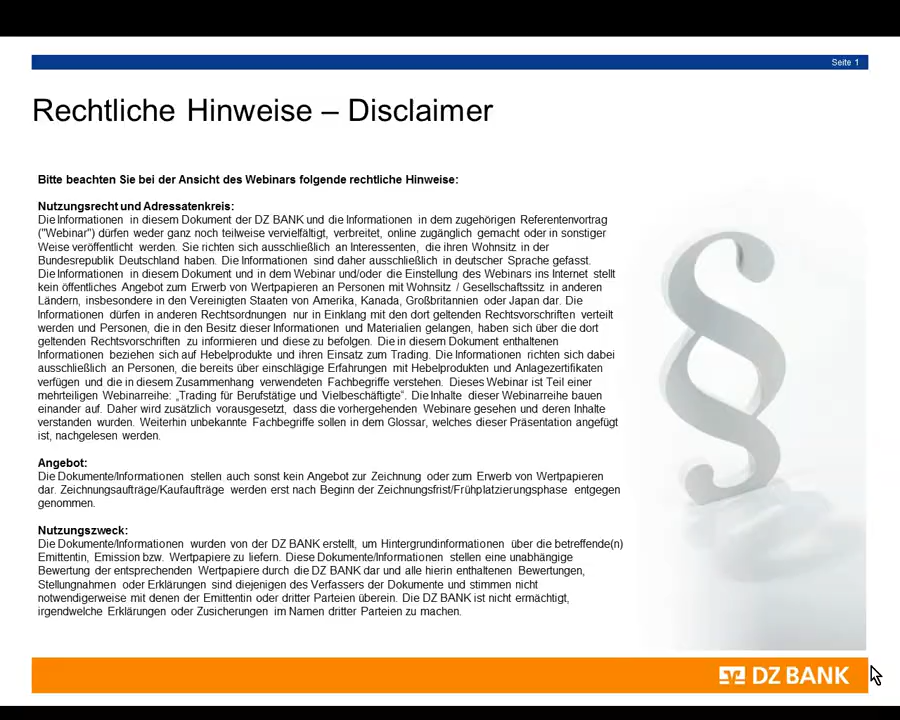 Seite 1
Rechtliche Hinweise – Disclaimer
Bitte beachten Sie bei der Ansicht des Webinars folgende rechtliche Hinweise:
Nutzungsrecht und Adressatenkreis:
Die Informationen in diesem Dokument der DZ BANK und die Informationen in dem zugehörigen Referentenvortrag
("Webinar") dürfen weder ganz noch teilweise vervielfältigt, verbreitet, online zugänglich gemacht oder in sonstiger
Weise veröffentlicht werden. Sie richten sich ausschließlich an Interessenten, die ihren Wohnsitz in der
Bundesrepublik Deutschland haben. Die Informationen sind daher ausschließlich in deutscher Sprache gefasst.
Die Informationen in diesem Dokument und in dem Webinar und/oder die Einstellung des Webinars ins Internet stellt
kein öffentliches Angebot zum Erwerb von Wertpapieren an Personen mit Wohnsitz / Gesellschaftssitz in anderen
Ländern, insbesondere in den Vereinigten Staaten von Amerika, Kanada, Großbritannien oder Japan dar. Die
Informationen dürfen in anderen Rechtsordnungen nur in Einklang mit den dort geltenden Rechtsvorschriften verteilt
werden und Personen, die in den Besitz dieser Informationen und Materialien gelangen, haben sich über die dort
geltenden Rechtsvorschriften zu informieren und diese zu befolgen. Die in diesem Dokument enthaltenen
Informationen beziehen sich auf Hebelprodukte und ihren Einsatz zum Trading. Die Informationen richten sich dabei
ausschließlich an Personen, die bereits über einschlägige Erfahrungen mit Hebelprodukten und Anlagezertifikaten
verfügen und die in diesem Zusammenhang verwendeten Fachbegriffe verstehen. Dieses Webinar ist Teil einer
mehrteiligen Webinarreihe: „Trading für Berufstätige und Vielbeschäftigte“. Die Inhalte dieser Webinarreihe bauen
einander auf. Daher wird zusätzlich vorausgesetzt, dass die vorhergehenden Webinare gesehen und deren Inhalte
verstanden wurden. Weiterhin unbekannte Fachbegriffe sollen in dem Glossar, welches dieser Präsentation angefügt
ist, nachgelesen werden.
Angebot:
Die Dokumente/Informationen stellen auch sonst kein Angebot zur Zeichnung oder zum Erwerb von Wertpapieren
dar. Zeichnungsaufträge/Kaufaufträge werden erst nach Beginn der Zeichnungsfrist/Frühplatzierungsphase entgegen
genommen.
Nutzungszweck:
Die Dokumente/Informationen wurden von der DZ BANK erstellt, um Hintergrundinformationen über die betreffende(n)
Emittentin, Emission bzw. Wertpapiere zu liefern. Diese Dokumente/Informationen stellen eine unabhängige
Bewertung der entsprechenden Wertpapiere durch die DZ BANK dar und alle hierin enthaltenen Bewertungen,
Stellungnahmen oder Erklärungen sind diejenigen des Verfassers der Dokumente und stimmen nicht
notwendigerweise mit denen der Emittentin oder dritter Parteien überein. Die DZ BANK ist nicht ermächtigt,
irgendwelche Erklärungen oder Zusicherungen im Namen dritter Parteien zu machen.
DZ BANK